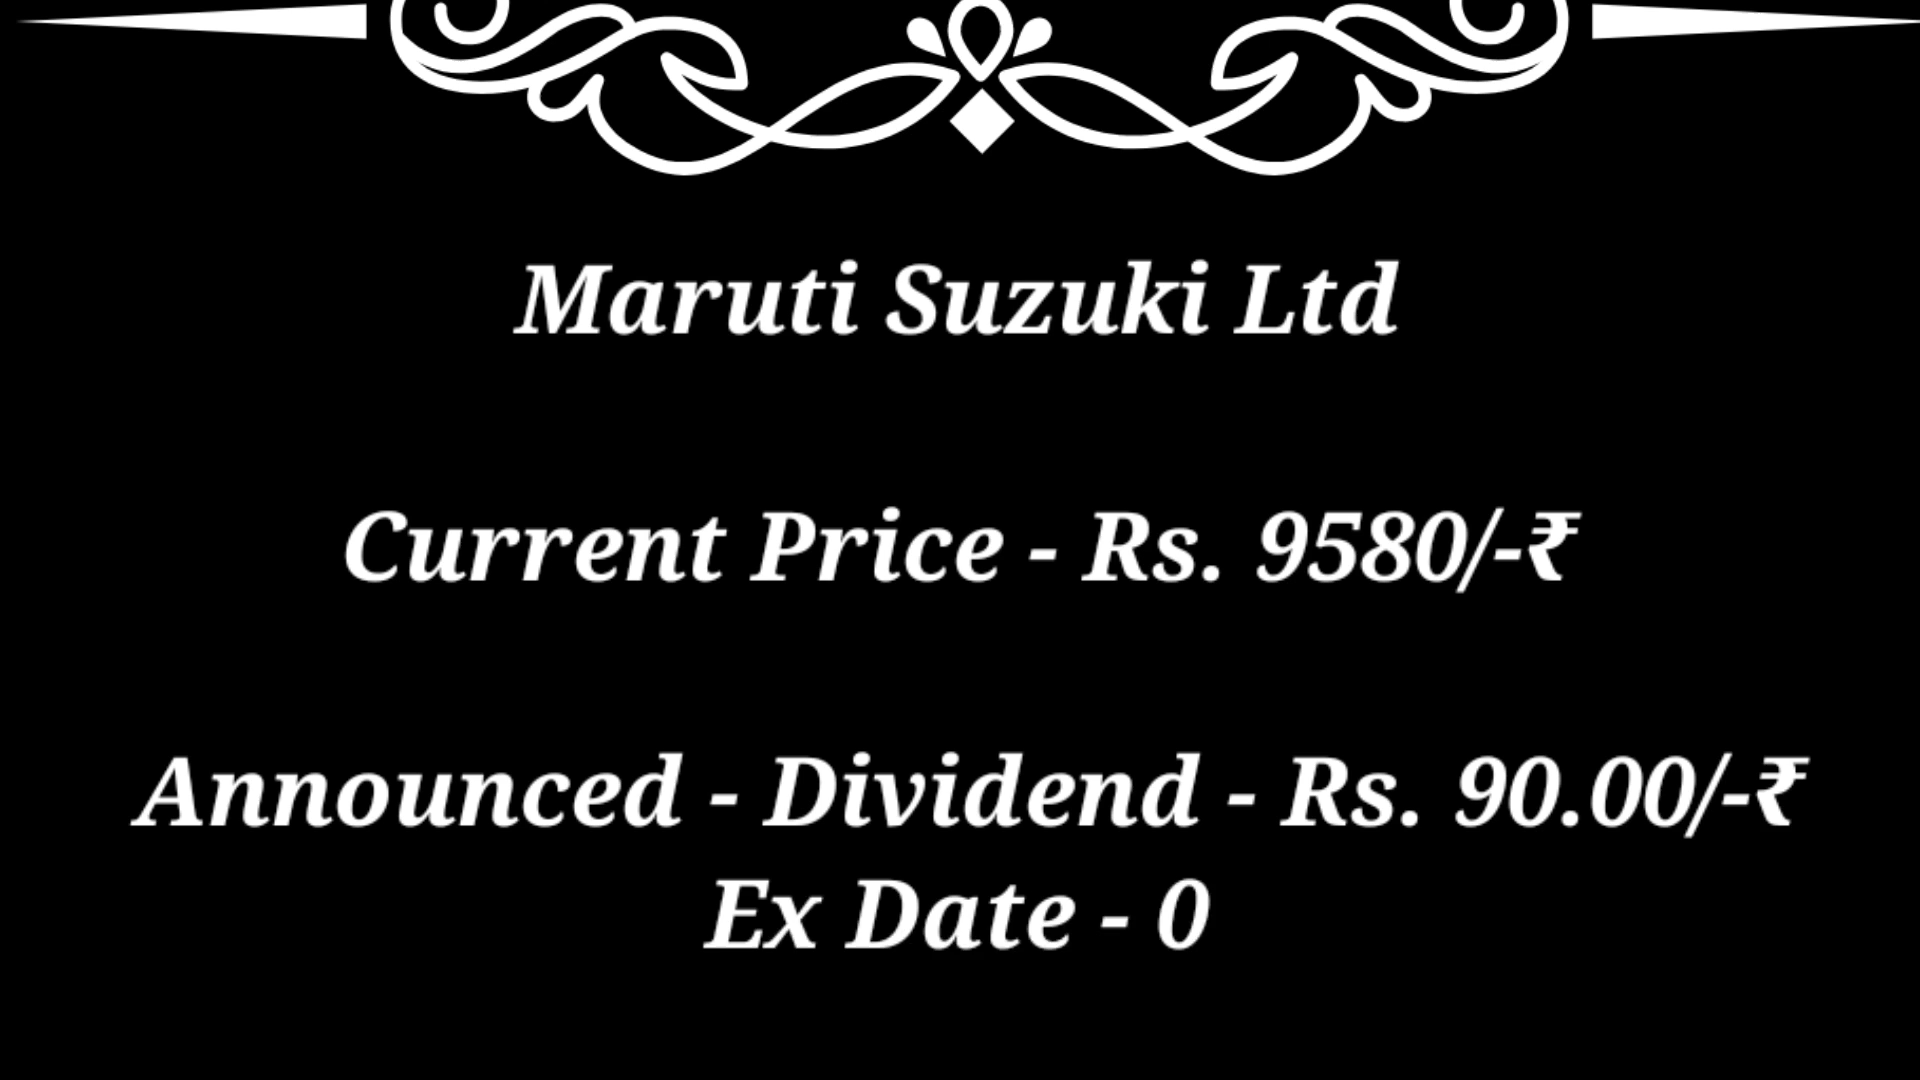 Maruti Suzuki Ltd
Current Price - Rs. 9580/-₹
Announced - Dividend - Rs. 90.00/-₹
Ex Date - 0